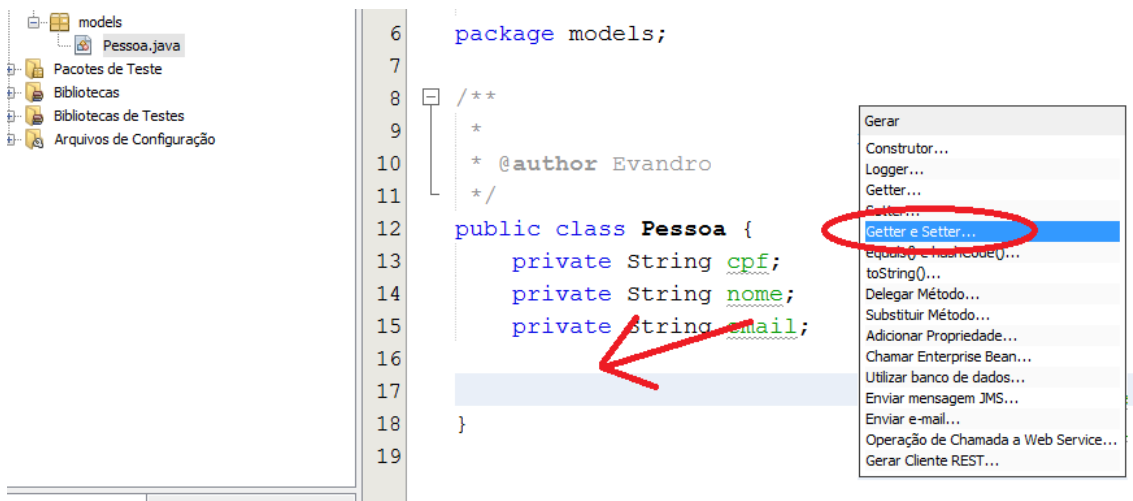 models
Pessoa.java
Pacotes de Teste
Bibliotecas
Bibliotecas de Testes
Arquivos de Configuração
6 package models;
7
8 /**
9 *
10 * @author Evandro
11 */
12 public class Pessoa {
13 private String cpf;
14 private String nome;
15 private String email;
16
17
18 }
19
Gerar
Construtor...
Logger...
Getter...
Setter...
Getter e Setter...
equals() e hashCode()...
toString()...
Delegar Método...
Substituir Método...
Adicionar Propriedade...
Chamar Enterprise Bean...
Utilizar banco de dados...
Enviar mensagem JMS...
Enviar e-mail...
Operação de Chamada a Web Service...
Gerar Cliente REST...